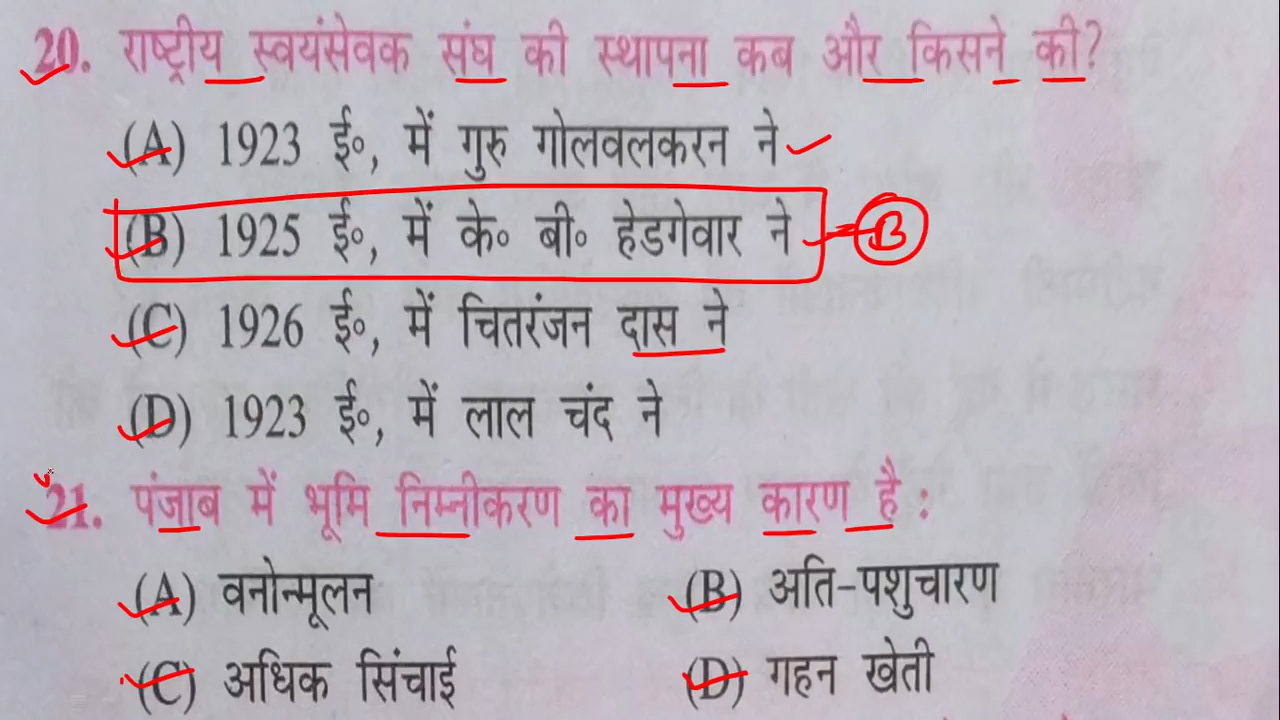 20. राष्ट्रीय स्वयंसेवक संघ की स्थापना कब और किसने की?
(A) 1923 ई०, में गुरु गोलवलकरन ने
(B) 1925 ई०, में के० बी० हेडगेवार ने B
(C) 1926 ई०, में चितरंजन दास ने
(D) 1923 ई०, में लाल चंद ने
21. पंजाब में भूमि निम्नीकरण का मुख्य कारण है :
(A) वनोन्मूलन (B) अति-पशुचारण
(C) अधिक सिंचाई (D) गहन खेती